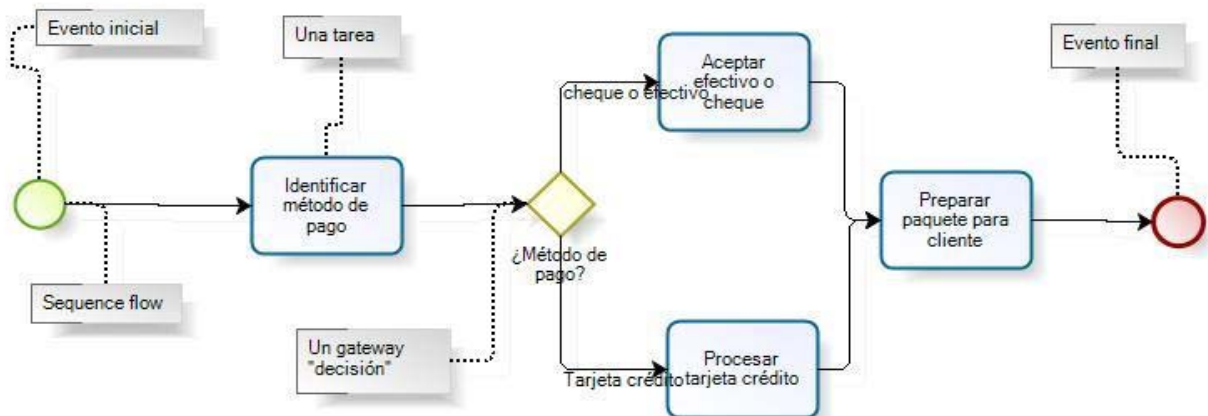 Evento inicial
Una tarea
Aceptar
efectivo o
cheque
Evento final
cheque o efectivo
Identificar
método de
pago
Preparar
paquete para
cliente
¿Método de
pago?
Sequence flow
Un gateway
"decisión"
Procesar
tarjeta crédito
Tarjeta crédito